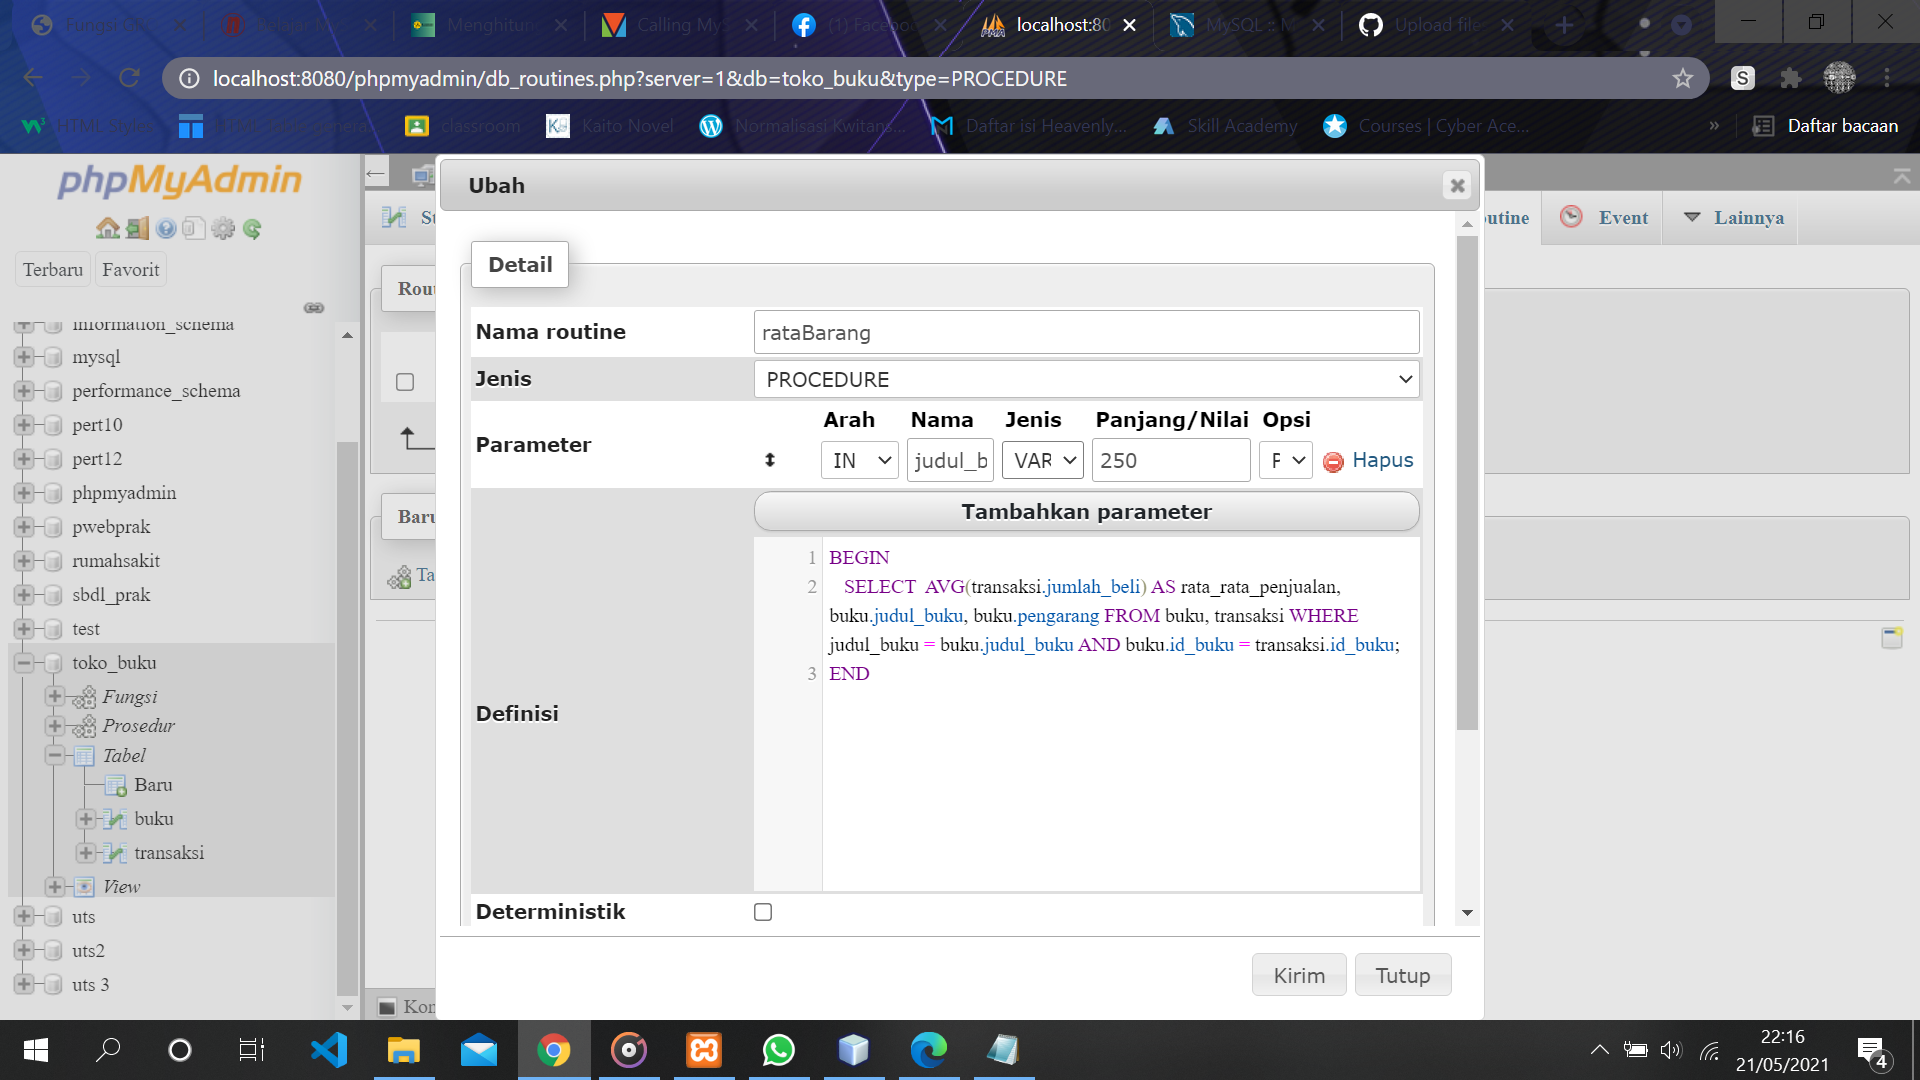 Fungsi GR
Belajar M
Menghitun
Calling MyS
(1) Facebo
localhost:80
MySQL :: M
Upload file
localhost:8080/phpmyadmin/db_routines.php?server=1&db=toko_buku&type=PROCEDURE
S
classroom
Kaito Novel
Normalisasi Kwitans...
Daftar isi Heavenly...
Skill Academy
Courses | Cyber Ace...
»
Daftar bacaan
phpMyAdmin
Terbaru
Favorit
information_schema
mysql
performance_schema
pert10
pert12
phpmyadmin
pwebprak
rumahsakit
sbdl_prak
test
toko_buku
Fungsi
Prosedur
Tabel
Baru
buku
transaksi
View
uts
uts2
uts 3
St
Rout
Baru
Ta
Kon
outine
Event
Lainnya
Ubah
Detail
Nama routine
rataBarang
Jenis
PROCEDURE
Parameter
Arah Nama Jenis Panjang/Nilai Opsi
IN judul_b VAR 250 F Hapus
Tambahkan parameter
Definisi
1 BEGIN
2 SELECT AVG(transaksi.jumlah_beli) AS rata_rata_penjualan,
buku.judul_buku, buku.pengarang FROM buku, transaksi WHERE
judul_buku = buku.judul_buku AND buku.id_buku = transaksi.id_buku;
3 END
Deterministik
Kirim
Tutup
22:16
21/05/2021
4